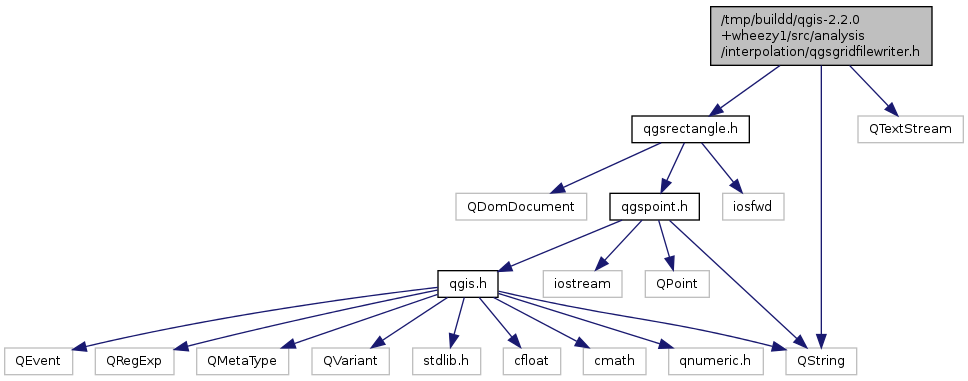 /tmp/buildd/qgis-2.2.0
+wheezy1/src/analysis
/interpolation/qgsgridfilewriter.h
qgsrectangle.h
QTextStream
QDomDocument
qgspoint.h
iosfwd
qgis.h
iostream
QPoint
QEvent
QRegExp
QMetaType
QVariant
stdlib.h
cfloat
cmath
qnumeric.h
QString